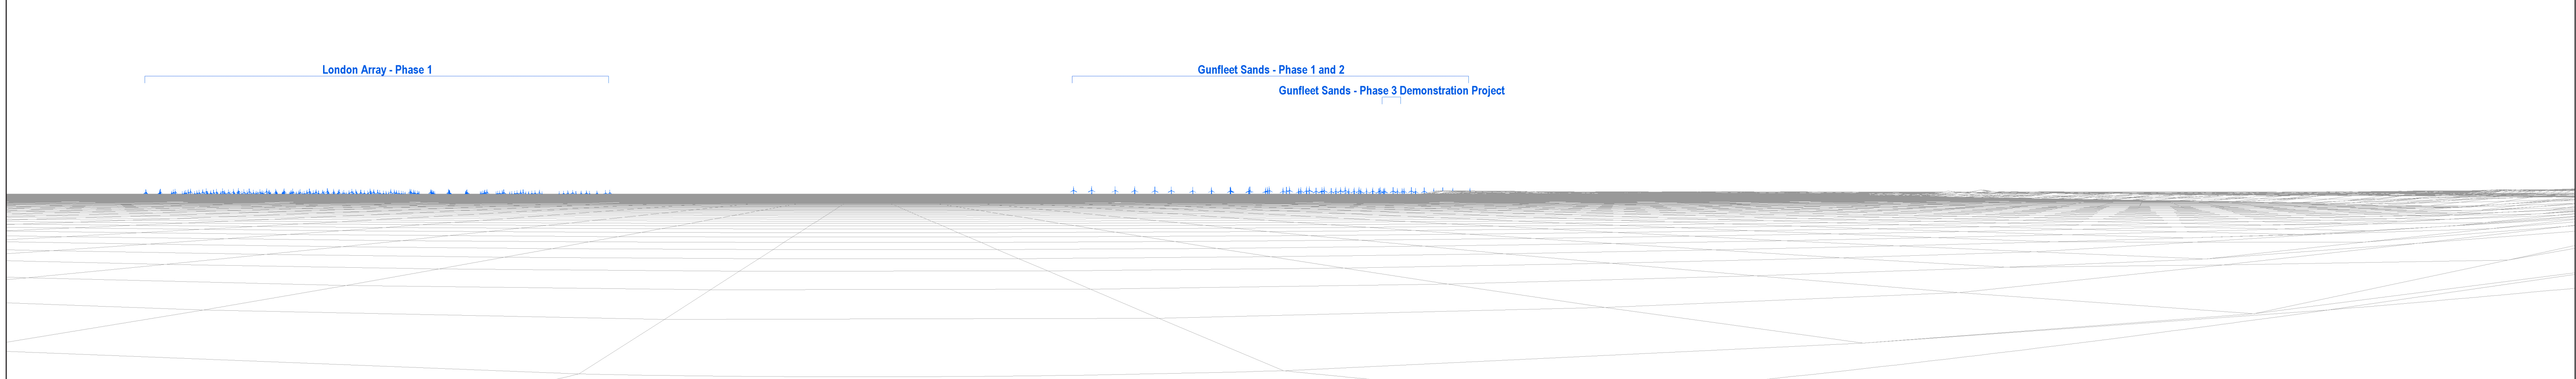 London Array - Phase 1
Gunfleet Sands - Phase 1 and 2
Gunfleet Sands - Phase 3 Demonstration Project